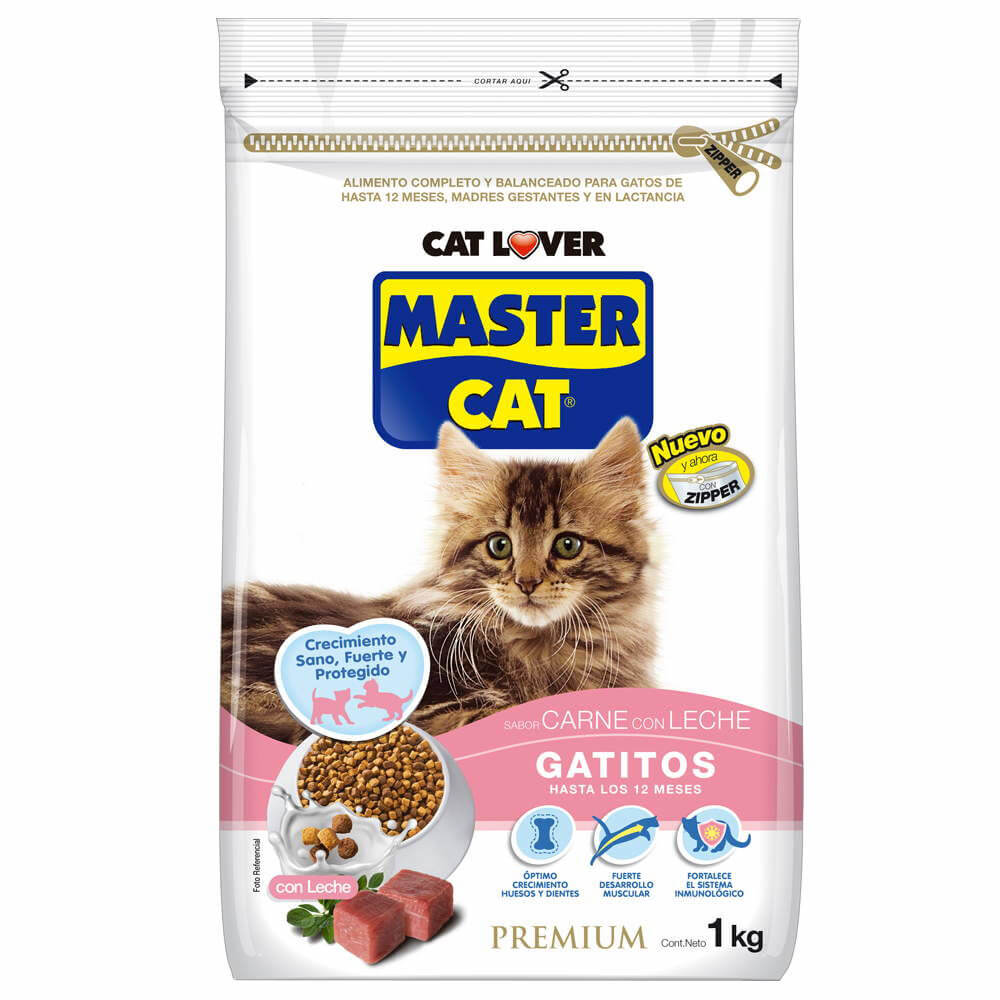 CORTAR AQUI
ZIPPER
ALIMENTO COMPLETO Y BALANCEADO PARA GATOS DE
HASTA 12 MESES, MADRES GESTANTES Y EN LACTANCIA
CAT LOVER
MASTER
CAT®
Nuevo
y ahora
CON
ZIPPER
Crecimiento
Sano, Fuerte y
Protegido
SABOR CARNE CON LECHE
GATITOS
HASTA LOS 12 MESES
ÓPTIMO
CRECIMIENTO
HUESOS Y DIENTES
FUERTE
DESARROLLO
MUSCULAR
FORTALECE
EL SISTEMA
INMUNOLÓGICO
Foto Referencial
con Leche
PREMIUM
Cont.Neto 1 kg